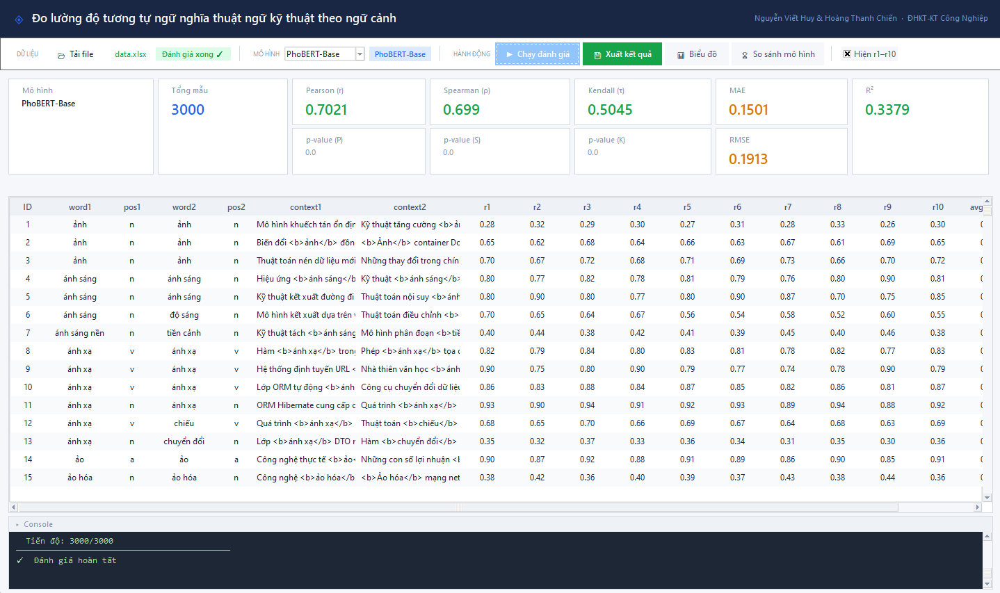 Đo lường độ tương tự ngữ nghĩa thuật ngữ kỹ thuật theo ngữ cảnh
Nguyễn Viết Huy & Hoàng Thanh Chiến · ĐHKT-KT Công Nghiệp
DỮ LIỆU Tải file data.xlsx Đánh giá xong ✓ MÔ HÌNH PhoBERT-Base PhoBERT-Base HÀNH ĐỘNG Chạy đánh giá Xuất kết quả Biểu đồ So sánh mô hình Hiện r1–r10
Mô hình Tổng mẫu Pearson (r) Spearman (ρ) Kendall (τ) MAE R²
PhoBERT-Base 3000 0.7021 0.699 0.5045 0.1501 0.3379
p-value (P) p-value (S) p-value (K) RMSE
0.0 0.0 0.0 0.1913
ID word1 pos1 word2 pos2 context1 context2 r1 r2 r3 r4 r5 r6 r7 r8 r9 r10 avg
1 ảnh n ảnh n Mô hình khuếch tán ổn địn Kỹ thuật tăng cường <b>ải 0.28 0.32 0.29 0.30 0.27 0.31 0.28 0.33 0.26 0.30
2 ảnh n ảnh n Biến đổi <b>ảnh</b> đồn <b>Ảnh</b> container Do 0.65 0.62 0.68 0.64 0.66 0.63 0.67 0.61 0.69 0.65
3 ảnh n ảnh n Thuật toán nén dữ liệu mới Những thay đổi trong chín 0.70 0.67 0.72 0.68 0.71 0.69 0.73 0.66 0.70 0.72
4 ánh sáng n ánh sáng n Hiệu ứng <b>ánh sáng</b Kỹ thuật <b>ánh sáng</b> 0.80 0.77 0.82 0.78 0.81 0.79 0.76 0.80 0.90 0.81
5 ánh sáng n ánh sáng n Kỹ thuật kết xuất đường đi Thuật toán nội suy <b>ánh 0.80 0.90 0.80 0.77 0.80 0.90 0.87 0.70 0.75 0.85
6 ánh sáng n độ sáng n Mô hình kết xuất dựa trên Thuật toán điều chỉnh <b> 0.70 0.65 0.64 0.67 0.56 0.54 0.58 0.52 0.60 0.55
7 ánh sáng nền n tiền cảnh n Kỹ thuật tách <b>ánh sáng Mô hình phân đoạn <b>tiề 0.40 0.44 0.38 0.42 0.41 0.39 0.45 0.40 0.46 0.38
8 ánh xạ v ánh xạ v Hàm <b>ánh xạ</b> tron Phép <b>ánh xạ</b> tọa 0.82 0.79 0.84 0.80 0.83 0.81 0.78 0.82 0.77 0.83
9 ánh xạ v ánh xạ v Hệ thống định tuyến URL < Nhà thiên văn học <b>ánh 0.90 0.75 0.80 0.90 0.79 0.77 0.74 0.78 0.90 0.79
10 ánh xạ v ánh xạ v Lớp ORM tự động <b>ánh Công cụ chuyển đổi dữ liệu 0.86 0.83 0.88 0.84 0.87 0.85 0.82 0.86 0.81 0.87
11 ánh xạ n ánh xạ n ORM Hibernate cung cấp c Quá trình <b>ánh xạ</b> 0.93 0.90 0.94 0.91 0.92 0.93 0.89 0.94 0.88 0.92
12 ánh xạ v chiếu v Quá trình <b>ánh xạ</b> Thuật toán <b>chiếu</b> 0.68 0.65 0.70 0.66 0.69 0.67 0.64 0.68 0.63 0.69
13 ánh xạ n chuyển đổi n Lớp <b>ánh xạ</b> DTO Hàm <b>chuyển đổi</b> 0.35 0.32 0.37 0.33 0.36 0.34 0.31 0.35 0.30 0.36
14 ảo a ảo a Công nghệ thực tế <b>ảo< Những con số lợi nhuận <b 0.90 0.87 0.92 0.88 0.91 0.89 0.86 0.90 0.85 0.91
15 ảo hóa n ảo hóa n Công nghệ <b>ảo hóa</b <b>Ảo hóa</b> mạng net 0.38 0.42 0.36 0.40 0.39 0.37 0.43 0.38 0.44 0.36
Console
Tiến độ: 3000/3000
✓ Đánh giá hoàn tất